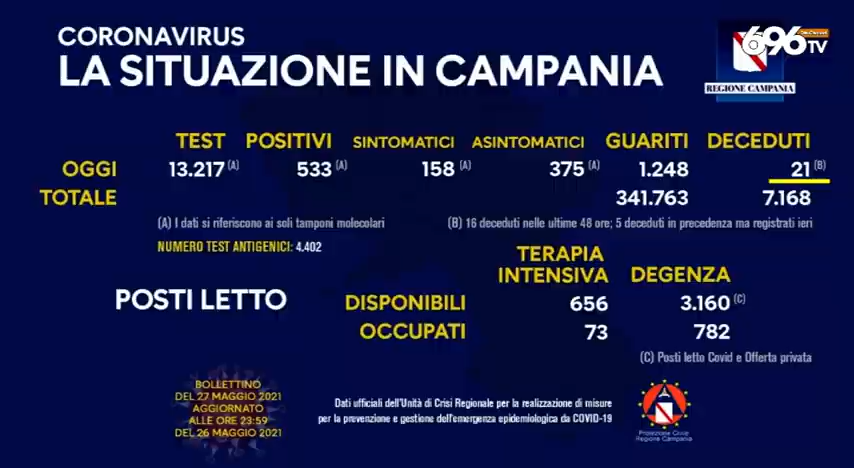 CORONAVIRUS
LA SITUAZIONE IN CAMPANIA
696 TV
REGIONE CAMPANIA
TEST POSITIVI SINTOMATICI ASINTOMATICI GUARITI DECEDUTI
OGGI 13.217 (A) 533 (A) 158 (A) 375 (A) 1.248 21 (B)
TOTALE 341.763 7.168
(A) I dati si riferiscono ai soli tamponi molecolari (B) 16 deceduti nelle ultime 48 ore; 5 deceduti in precedenza ma registrati ieri
NUMERO TEST ANTIGENICI: 4.402
TERAPIA
INTENSIVA DEGENZA
POSTI LETTO DISPONIBILI 656 3.160 (C)
OCCUPATI 73 782
(C) Posti letto Covid e Offerta privata
BOLLETTINO
DEL 27 MAGGIO 2021
AGGIORNATO
ALLE ORE 23:59
DEL 26 MAGGIO 2021
Dati ufficiali dell'Unità di Crisi Regionale per la realizzazione di misure
per la prevenzione e gestione dell'emergenza epidemiologica da COVID-19
Protezione Civile
Regione Campania